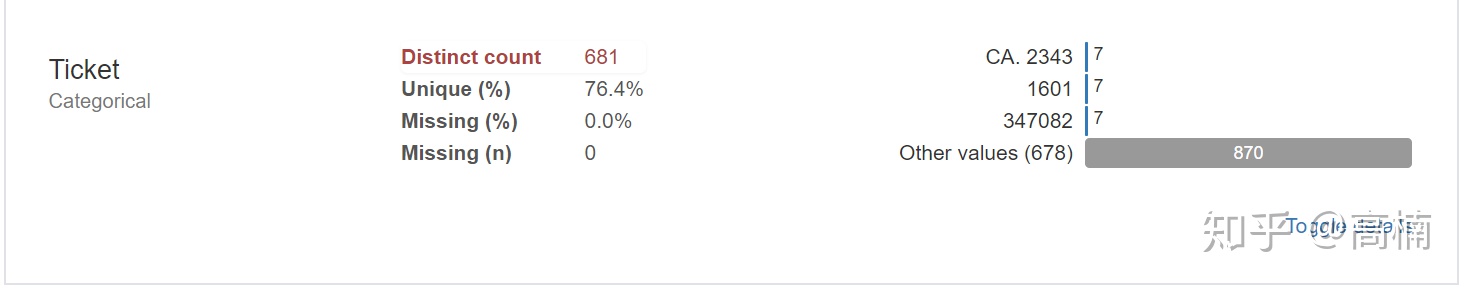 Ticket
Categorical
Distinct count 681
Unique (%) 76.4%
Missing (%) 0.0%
Missing (n) 0
CA. 2343 7
1601 7
347082 7
Other values (678) 870
Toggle details
知乎 @高楠